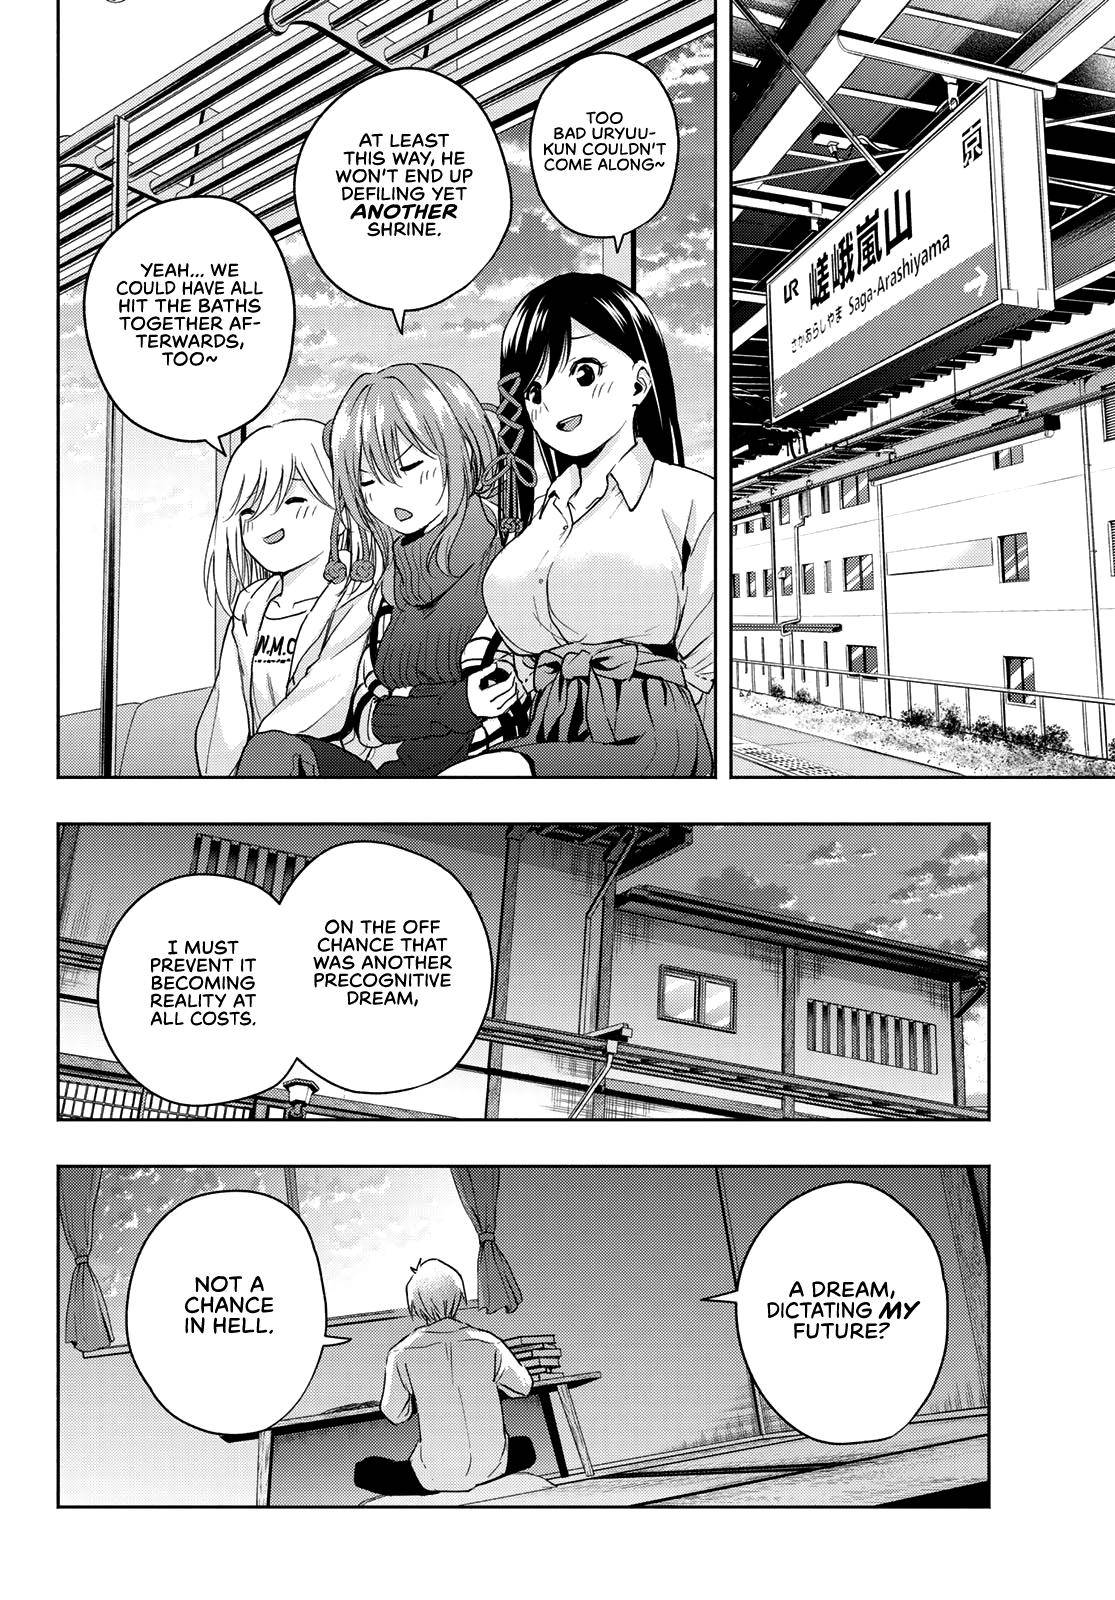 京
JR 嵯峨嵐山
さがあらしやま Saga-Arashiyama
TOO
BAD URYUU-
KUN COULDN'T
COME ALONG~
AT LEAST
THIS WAY, HE
WON'T END UP
DEFILING YET
ANOTHER
SHRINE.
YEAH... WE
COULD HAVE ALL
HIT THE BATHS
TOGETHER AF-
TERWARDS,
TOO~
N.M.C
ON THE OFF
CHANCE THAT
WAS ANOTHER
PRECOGNITIVE
DREAM,
I MUST
PREVENT IT
BECOMING
REALITY AT
ALL COSTS.
A DREAM,
DICTATING MY
FUTURE?
NOT A
CHANCE
IN HELL.